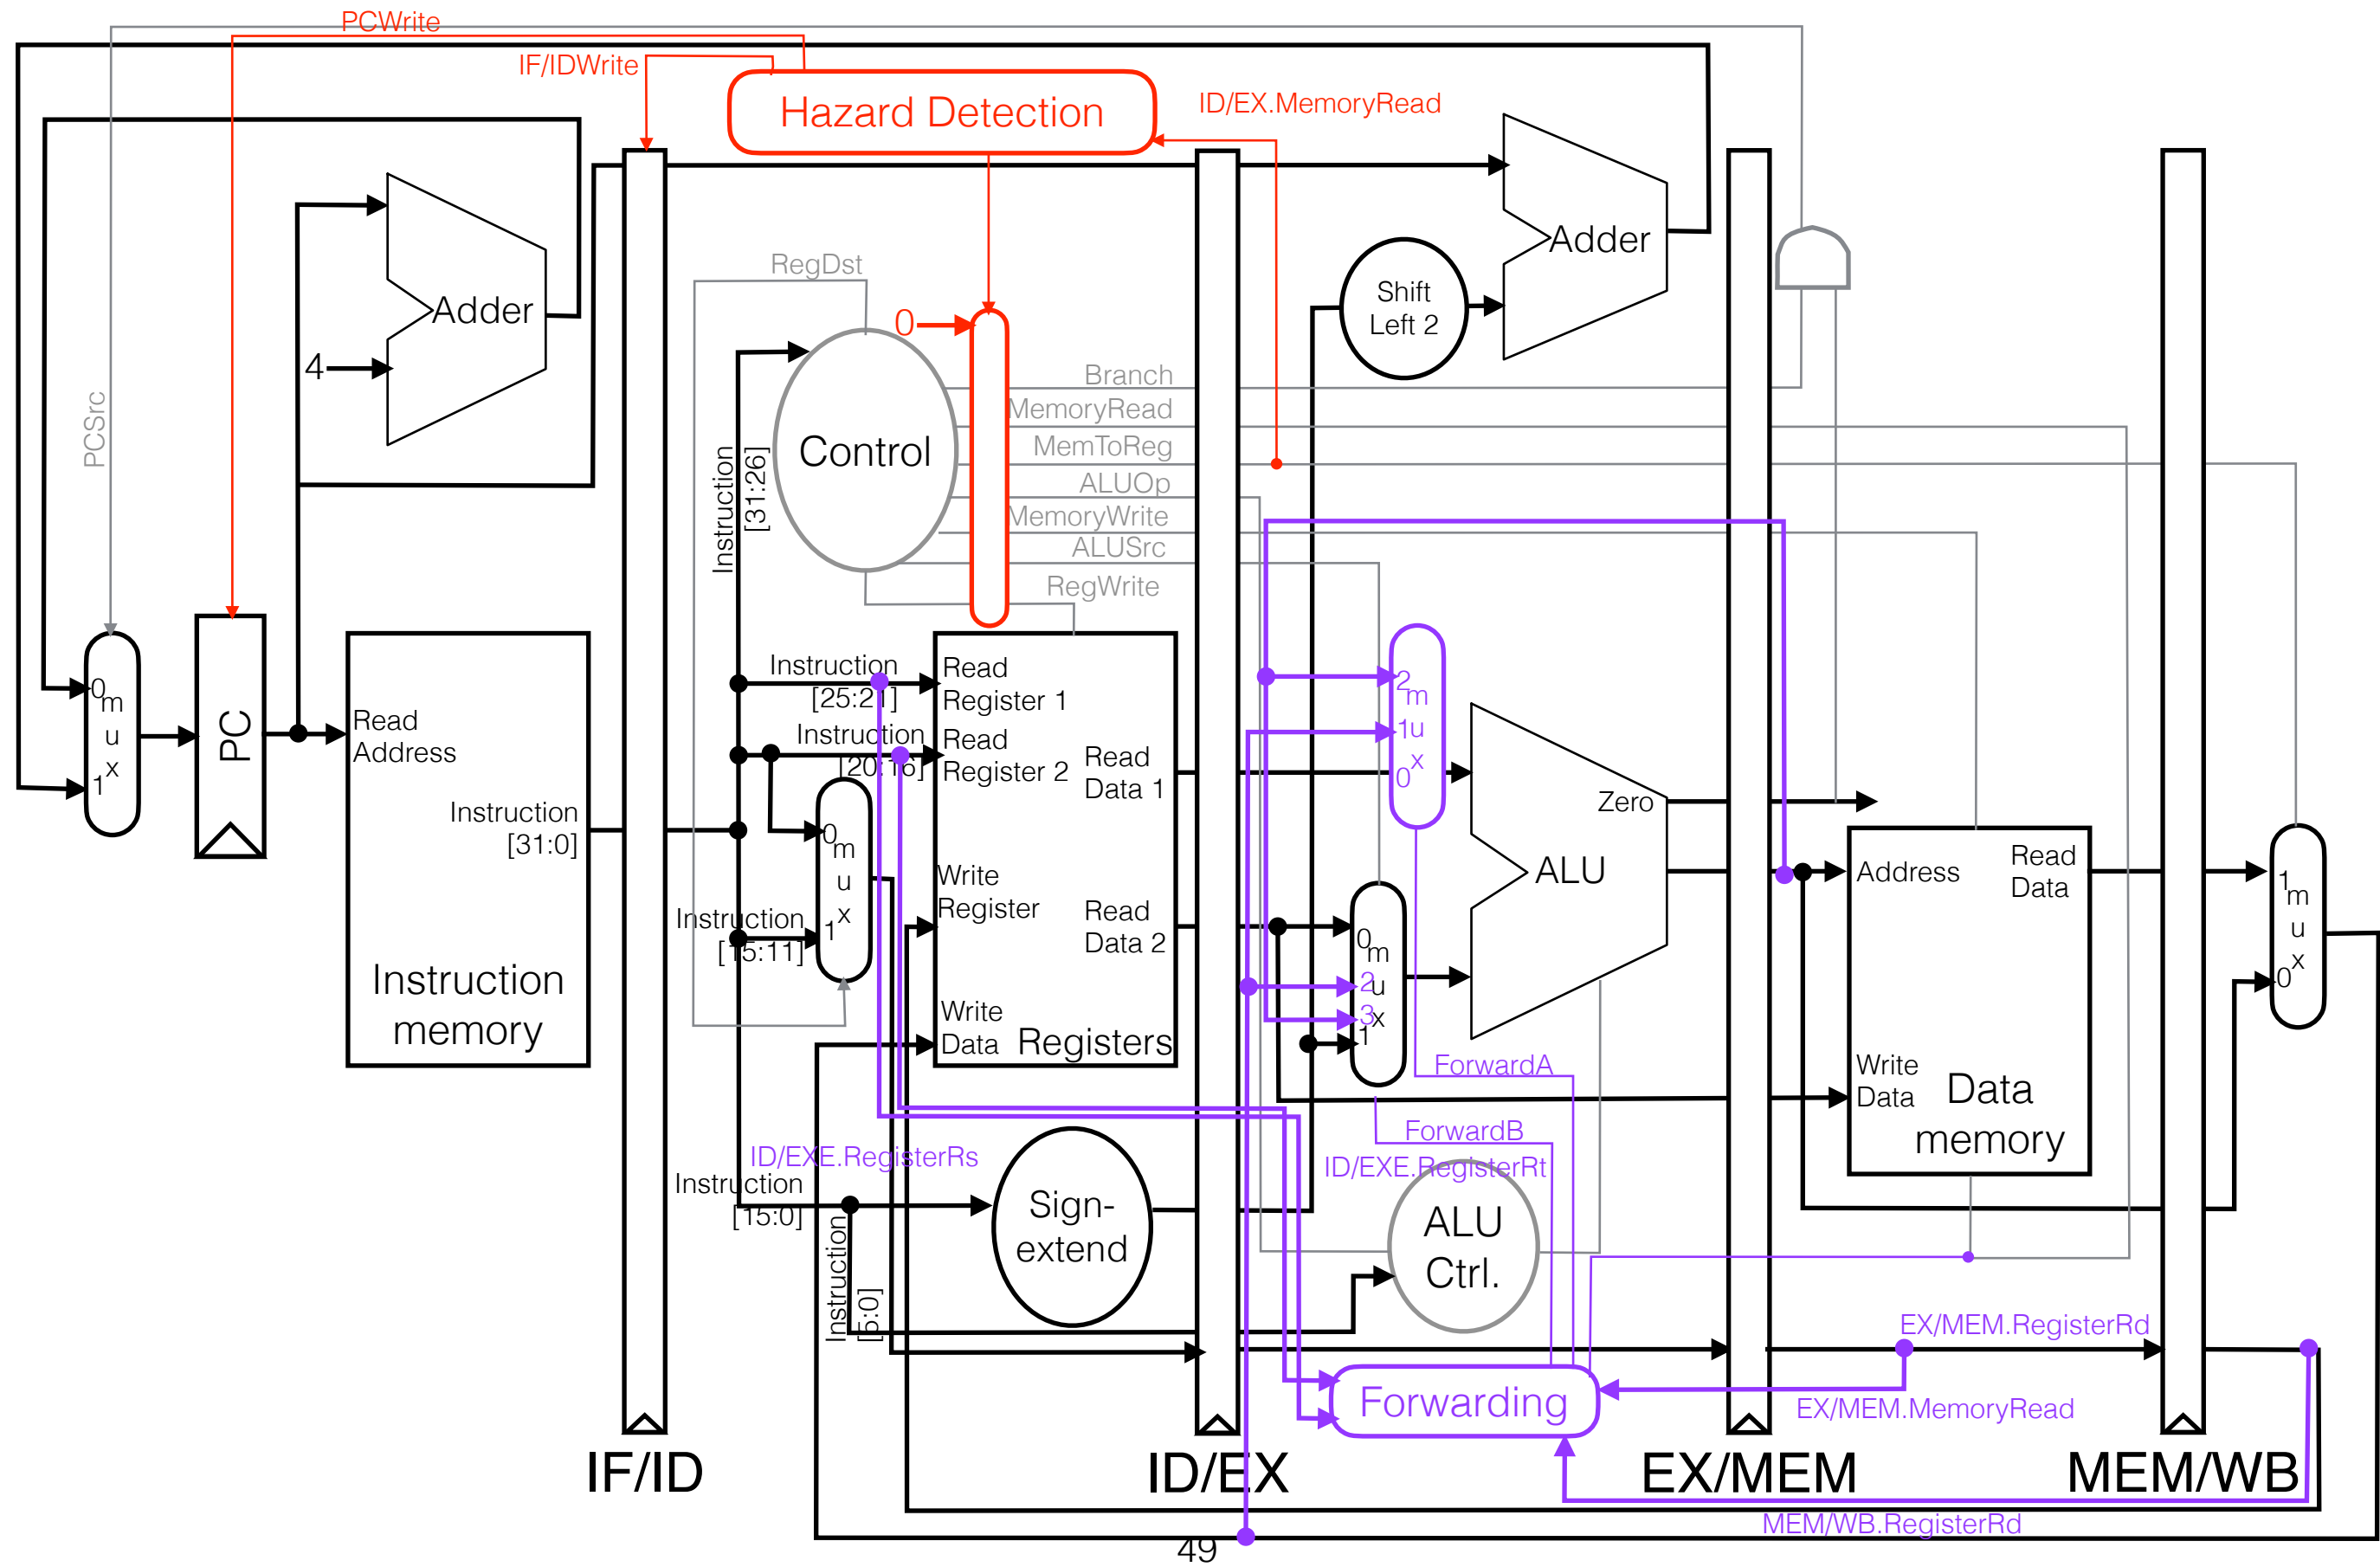 PCWrite
IF/IDWrite
Hazard Detection
ID/EX.MemoryRead
Adder
4
PCSrc
RegDst
0
Control
Instruction
[31:26]
Branch
MemoryRead
MemToReg
ALUOp
MemoryWrite
ALUSrc
RegWrite
Shift
Left 2
Adder
0
m
u
x
1
PC
Read
Address
Instruction
[31:0]
Instruction
memory
Instruction
[25:21]
Instruction
[20:16]
0
m
u
x
1
Instruction
[15:11]
Read
Register 1
Read
Register 2
Read
Data 1
Write
Register
Read
Data 2
Write
Data
Registers
2
m
1u
x
0
0
m
2u
3x
1
Zero
ALU
ForwardA
ForwardB
Address
Read
Data
Write
Data
Data
memory
1
m
u
x
0
ID/EXE.RegisterRs
ID/EXE.RegisterRt
Instruction
[15:0]
Instruction
[5:0]
Sign-
extend
ALU
Ctrl.
Forwarding
EX/MEM.RegisterRd
EX/MEM.MemoryRead
IF/ID
ID/EX
EX/MEM
MEM/WB
MEM/WB.RegisterRd
49